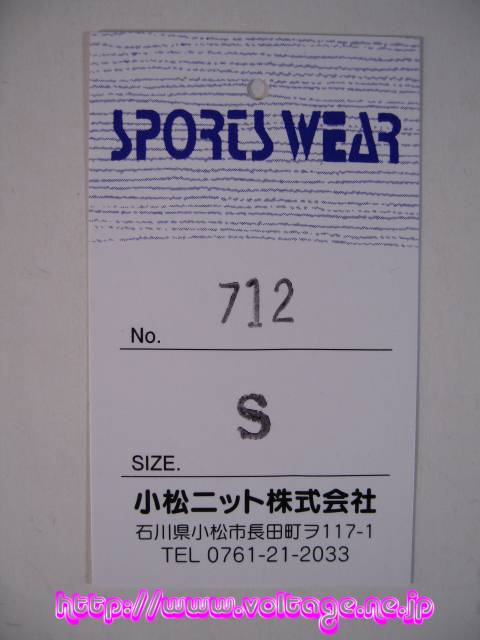 SPORTS WEAR
No. 712
SIZE. S
小松ニット株式会社
石川県小松市長田町ヲ117-1
TEL 0761-21-2033
http://www.voltage.ne.jp